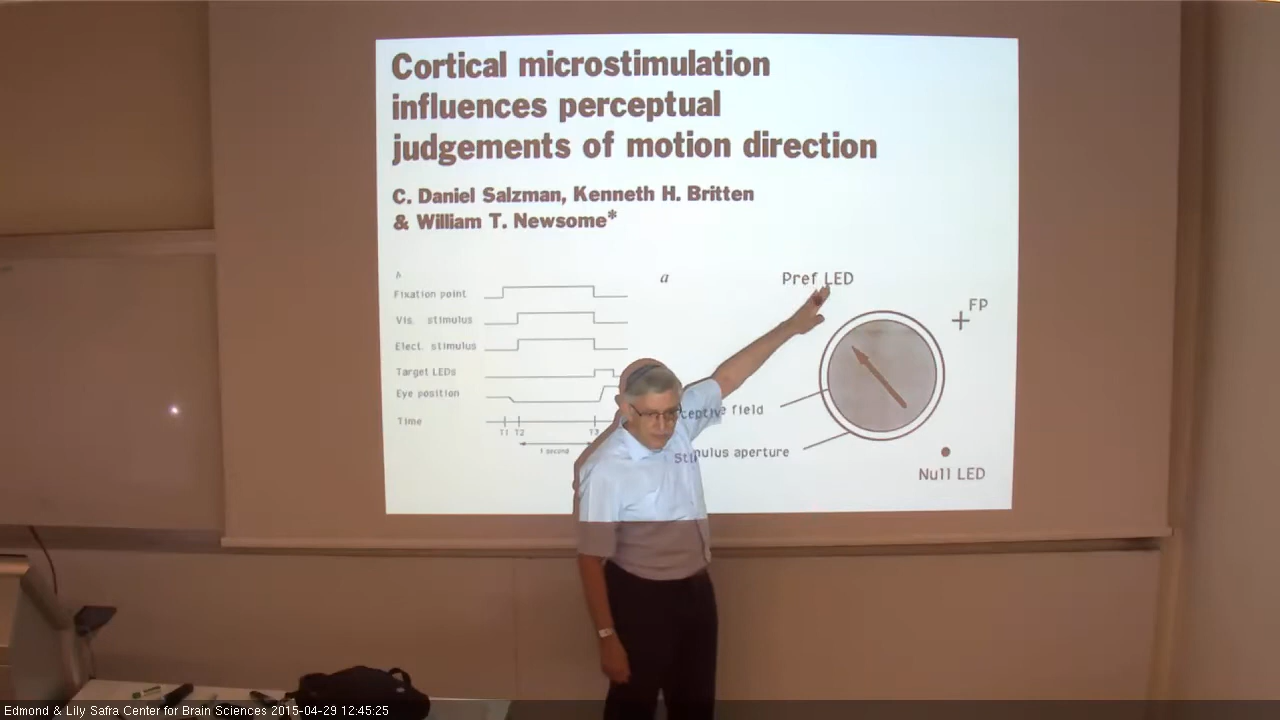 Cortical microstimulation
influences perceptual
judgements of motion direction
C. Daniel Salzman, Kenneth H. Britten
& William T. Newsome*
Fixation point
Vis. stimulus
Elect. stimulus
Target LEDs
Eye position
Time
T1 T2 T3
1 second
a
Pref LED
FP
ceptive field
Stimulus aperture
Null LED
Edmond & Lily Safra Center for Brain Sciences 2015-04-29 12:45:25